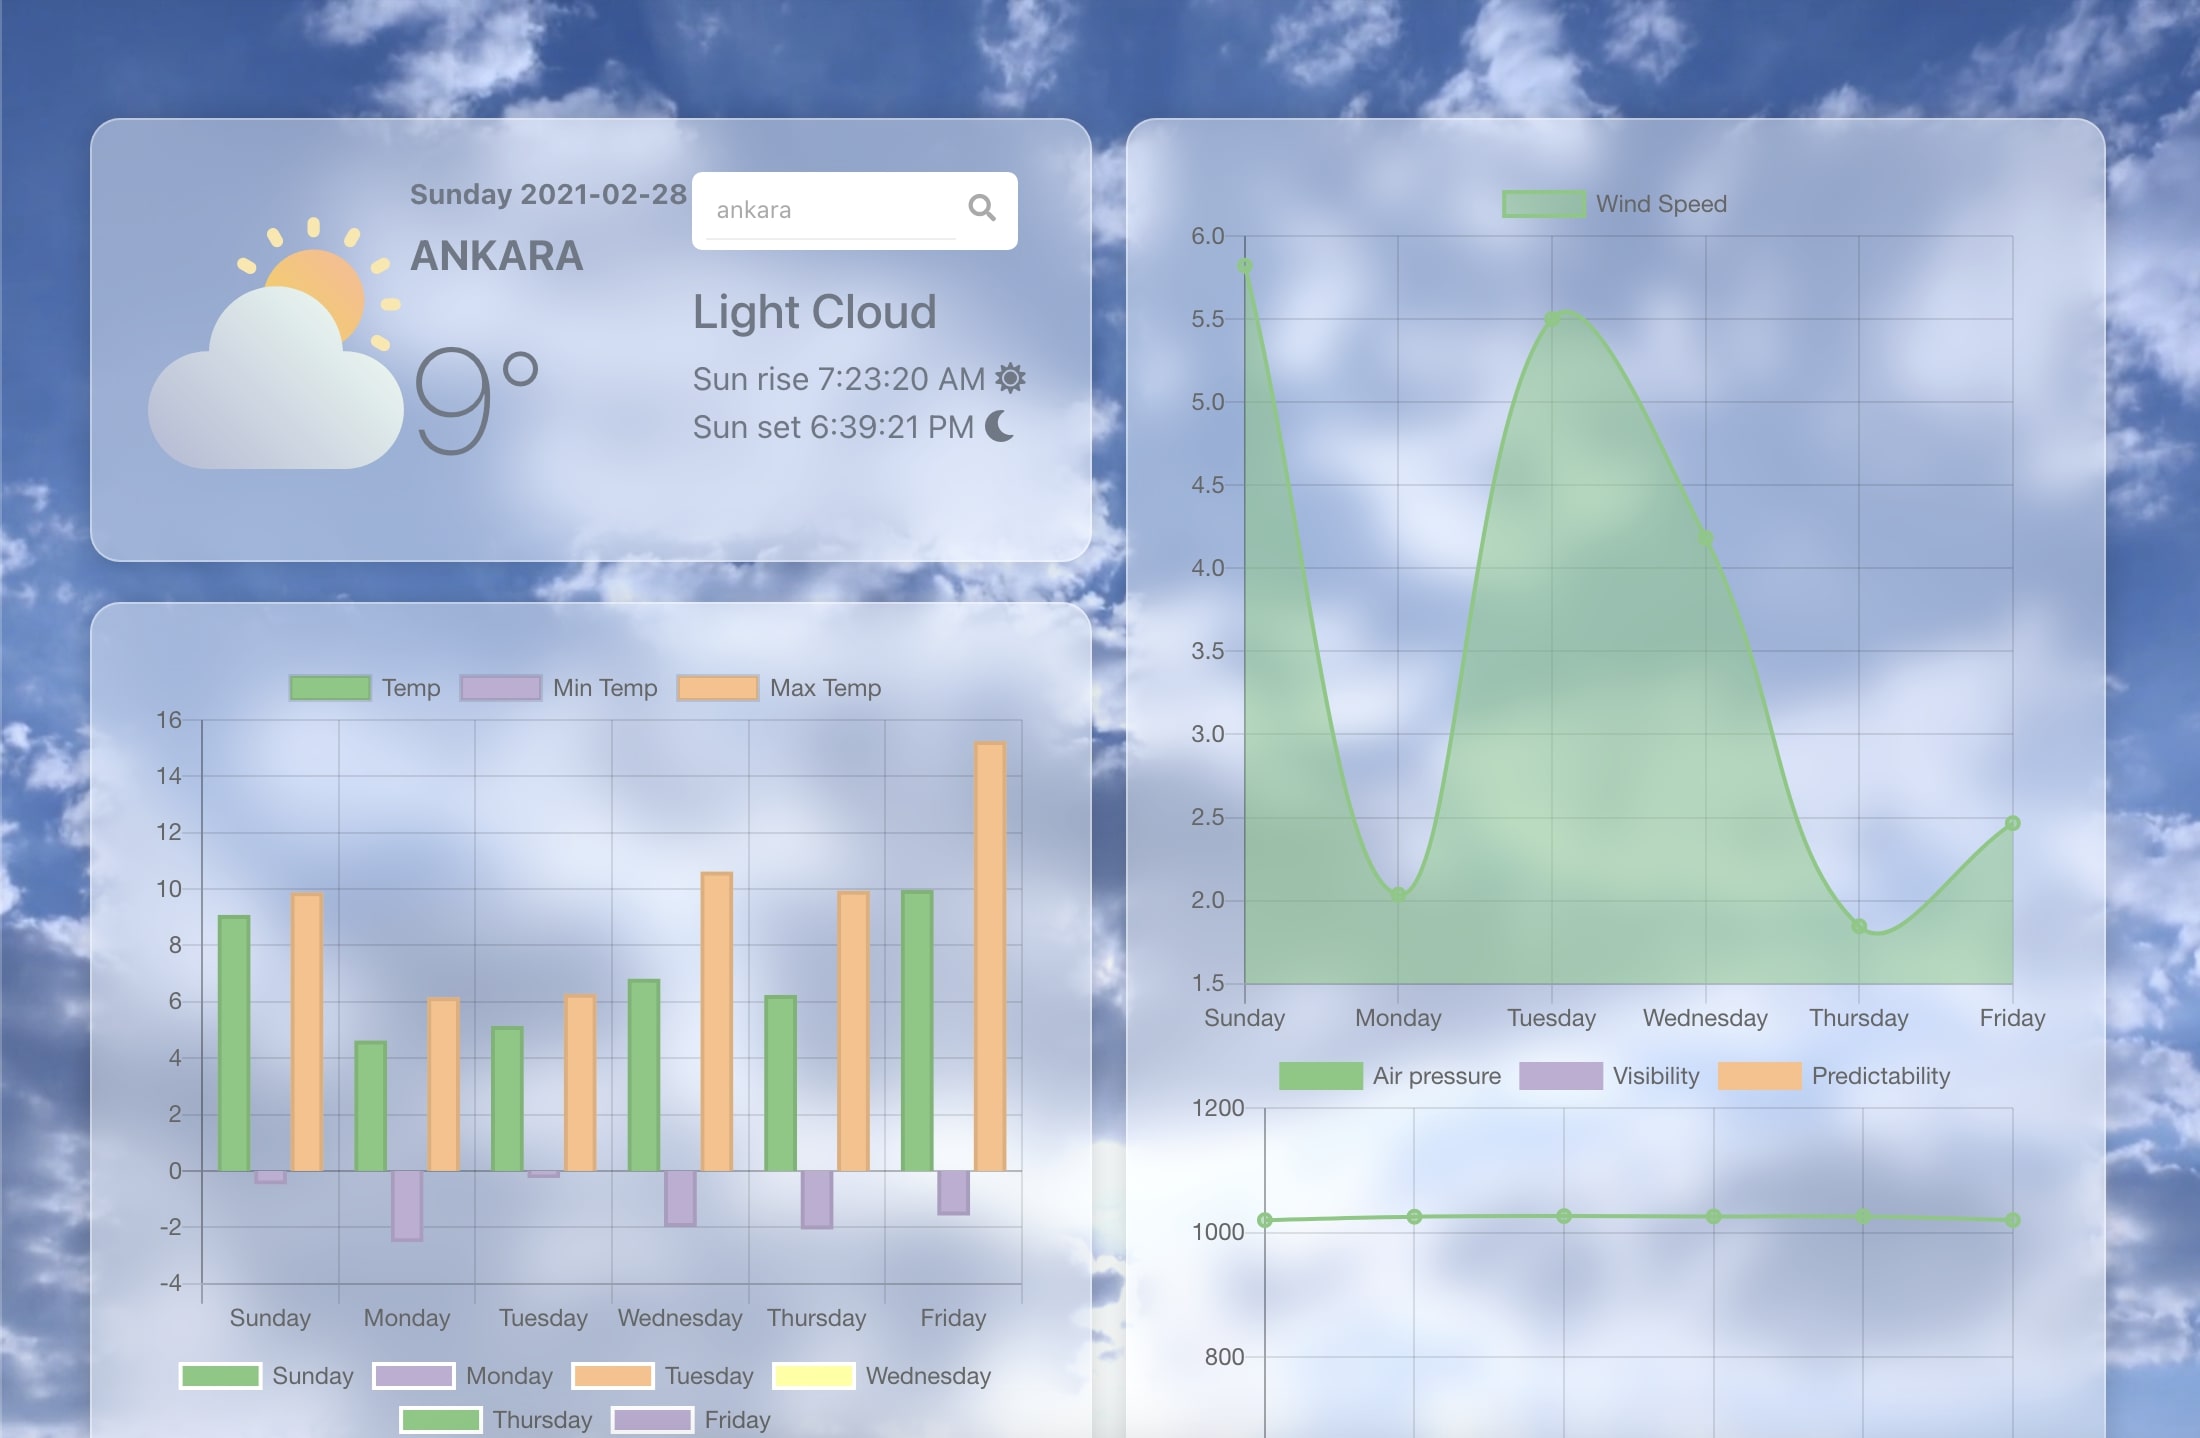 Sunday 2021-02-28
ANKARA
9°
ankara
Light Cloud
Sun rise 7:23:20 AM
Sun set 6:39:21 PM
Temp Min Temp Max Temp
16
14
12
10
8
6
4
2
0
-2
-4
Sunday Monday Tuesday Wednesday Thursday Friday
Sunday Monday Tuesday Wednesday
Thursday Friday
Wind Speed
6.0
5.5
5.0
4.5
4.0
3.5
3.0
2.5
2.0
1.5
Sunday Monday Tuesday Wednesday Thursday Friday
Air pressure Visibility Predictability
1200
1000
800